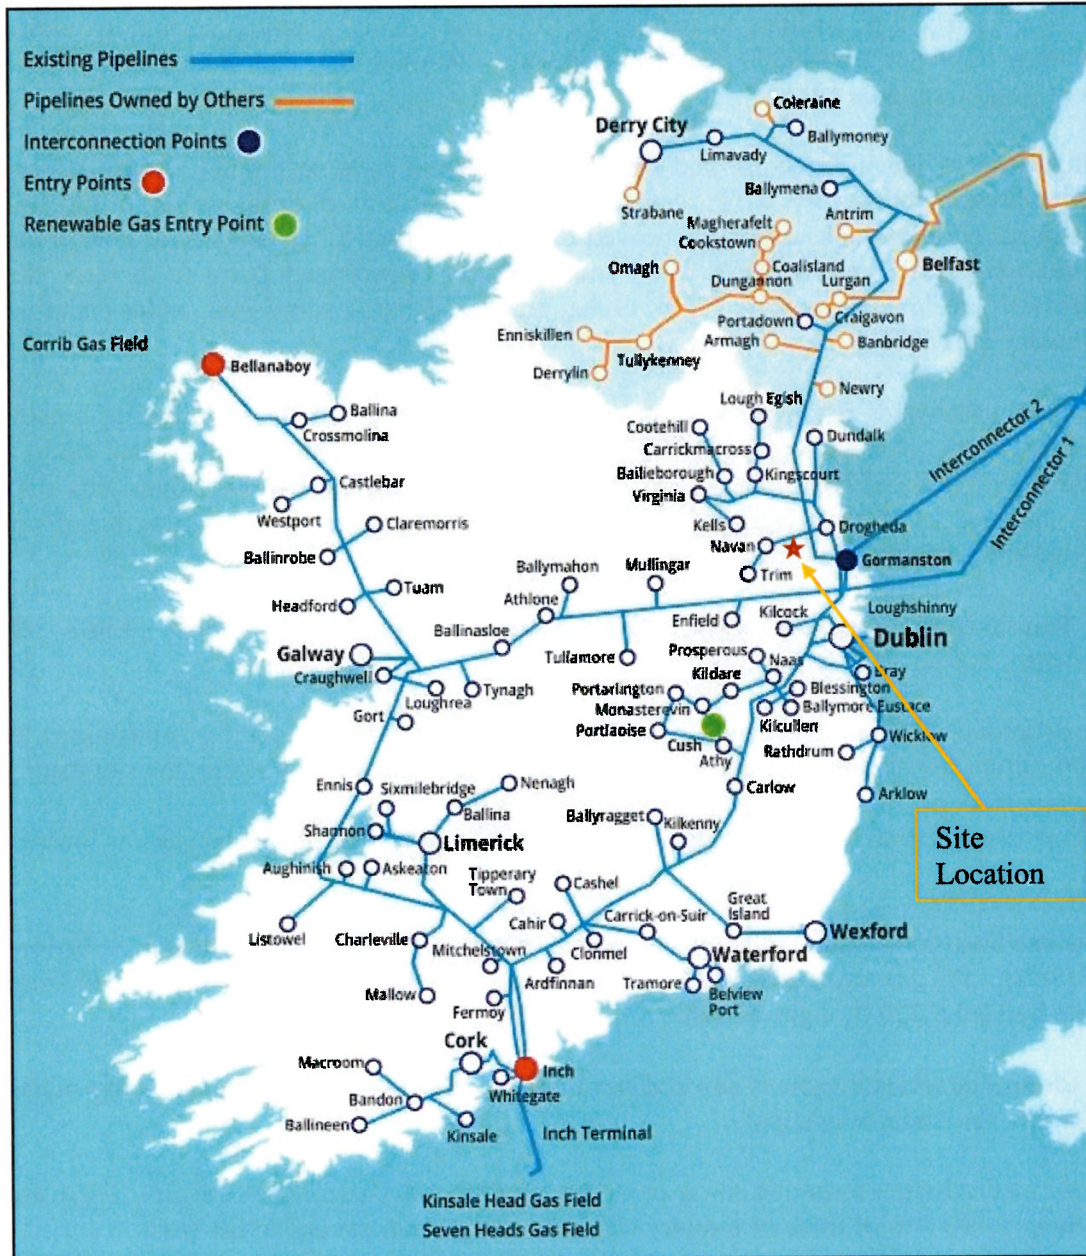 Existing Pipelines
Pipelines Owned by Others
Interconnection Points
Entry Points
Renewable Gas Entry Point
Coleraine
Derry City
Ballymoney
Limavady
Ballymena
Strabane
Magherafelt
Antrim
Cookstown
Omagh
Coalisland
Belfast
Dungannon
Lurgan
Portadown
Craigavon
Enniskillen
Armagh
Banbridge
Tullykenney
Derrylin
Newry
Corrib Gas Field
Bellanaboy
Lough Egish
Ballina
Crossmolina
Cootehill
Dundalk
Carrickmacross
Interconnector 2
Interconnector 1
Bailieborough
Kingscourt
Castlebar
Virginia
Westport
Claremorris
Kells
Drogheda
Navan
Ballinrobe
Gormanston
Trim
Ballymahon
Mullingar
Tuam
Athlone
Headford
Kilcock
Loughshinny
Enfield
Ballinasloe
Dublin
Galway
Tullamore
Prosperous
Naas
Bray
Craughwell
Kildare
Loughrea
Tynagh
Portarlington
Blessington
Monasterevin
Ballymore Eustace
Gort
Kilcullen
Portlaoise
Cush
Wicklow
Athy
Rathdrum
Ennis
Sixmilebridge
Nenagh
Carlow
Arklow
Ballina
Ballyragget
Kilkenny
Shannon
Limerick
Site
Location
Aughinish
Askeaton
Tipperary
Town
Cashel
Great
Island
Cahir
Carrick-on-Suir
Wexford
Listowel
Charleville
Mitchelstown
Clonmel
Waterford
Ardfinnan
Tramore
Belview
Port
Mallow
Fermoy
Cork
Macroom
Inch
Whitegate
Bandon
Ballineen
Kinsale
Inch Terminal
Kinsale Head Gas Field
Seven Heads Gas Field